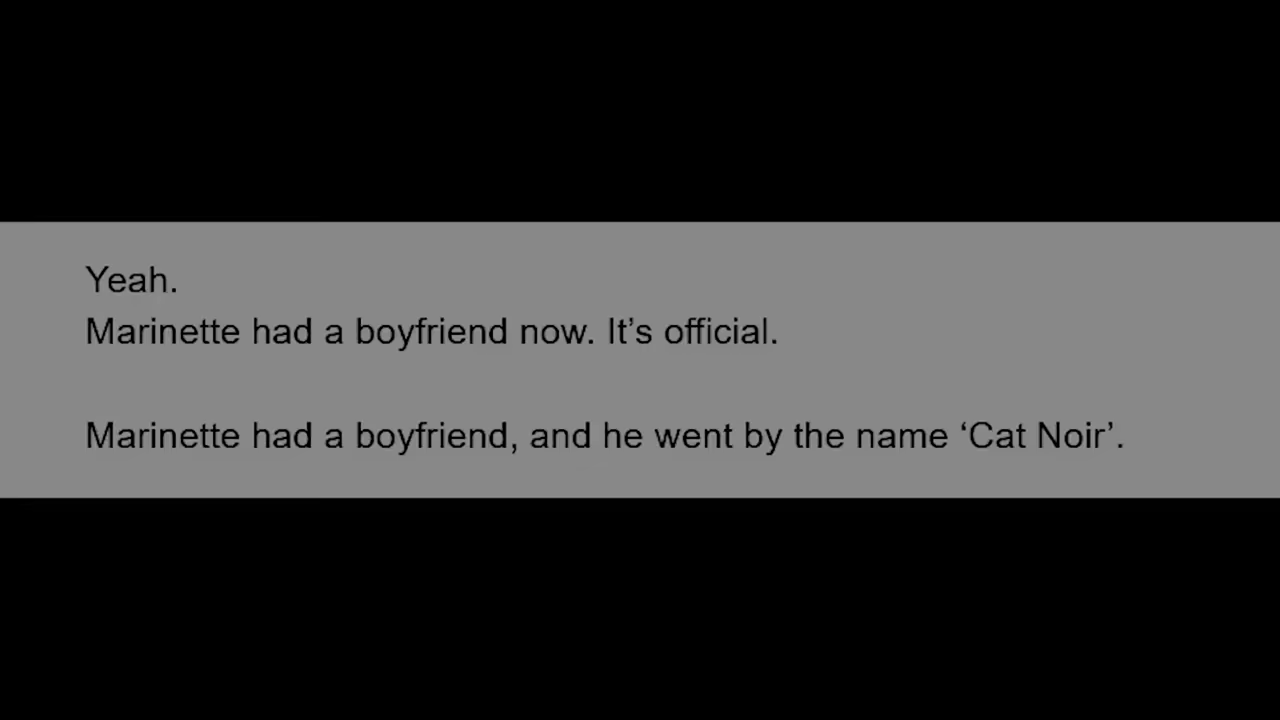 Yeah.
Marinette had a boyfriend now. It’s official.
Marinette had a boyfriend, and he went by the name ‘Cat Noir’.